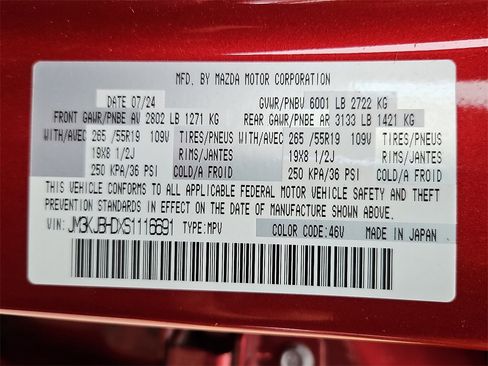 MFD. BY MAZDA MOTOR CORPORATION
DATE 07/24 GVWR/PNBV 6001 LB 2722 KG
FRONT GAWR/PNBE AV 2802 LB 1271 KG REAR GAWR/PNBE AR 3133 LB 1421 KG
WITH/AVEC 265 /55R19 109V TIRES/PNEUS WITH/AVEC 265 /55R19 109V TIRES/PNEUS
19X8 1/2J RIMS/JANTES 19X8 1/2J RIMS/JANTES
250 KPA/36 PSI COLD/A FROID 250 KPA/36 PSI COLD/A FROID
THIS VEHICLE CONFORMS TO ALL APPLICABLE FEDERAL MOTOR VEHICLE SAFETY AND THEFT
PREVENTION STANDARDS IN EFFECT ON THE DATE OF MANUFACTURE SHOWN ABOVE.
VIN: JM3KJBHDXS1116691 TYPE:MPV COLOR CODE:46V MADE IN JAPAN